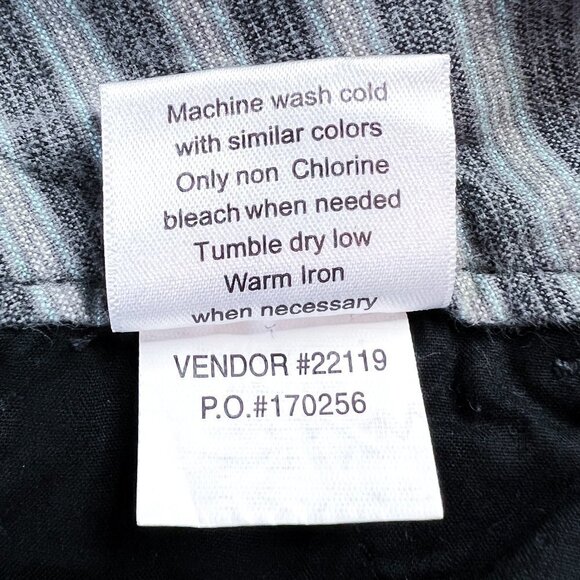 Machine wash cold
with similar colors
Only non Chlorine
bleach when needed
Tumble dry low
Warm Iron
when necessary
VENDOR #22119
P.O.#170256